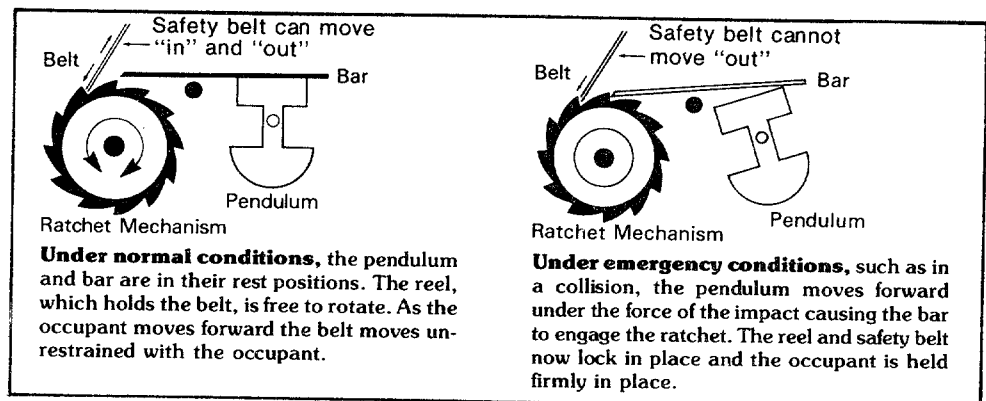 Safety belt can move
"in" and "out"
Belt
Bar
Pendulum
Ratchet Mechanism
Under normal conditions, the pendulum
and bar are in their rest positions. The reel,
which holds the belt, is free to rotate. As the
occupant moves forward the belt moves un-
restrained with the occupant.
Safety belt cannot
move "out"
Belt
Bar
Pendulum
Ratchet Mechanism
Under emergency conditions, such as in
a collision, the pendulum moves forward
under the force of the impact causing the bar
to engage the ratchet. The reel and safety belt
now lock in place and the occupant is held
firmly in place.